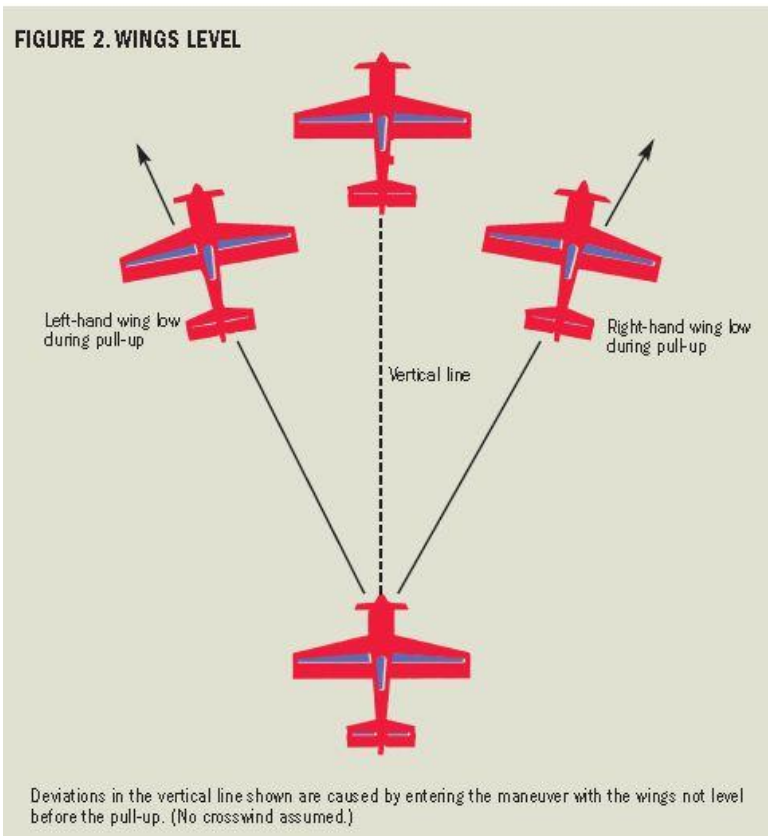 FIGURE 2. WINGS LEVEL
Left-hand wing low
during pull-up
Right-hand wing low
during pull-up
Vertical line
Deviations in the vertical line shown are caused by entering the maneuver with the wings not level
before the pull-up. (No crosswind assumed.)